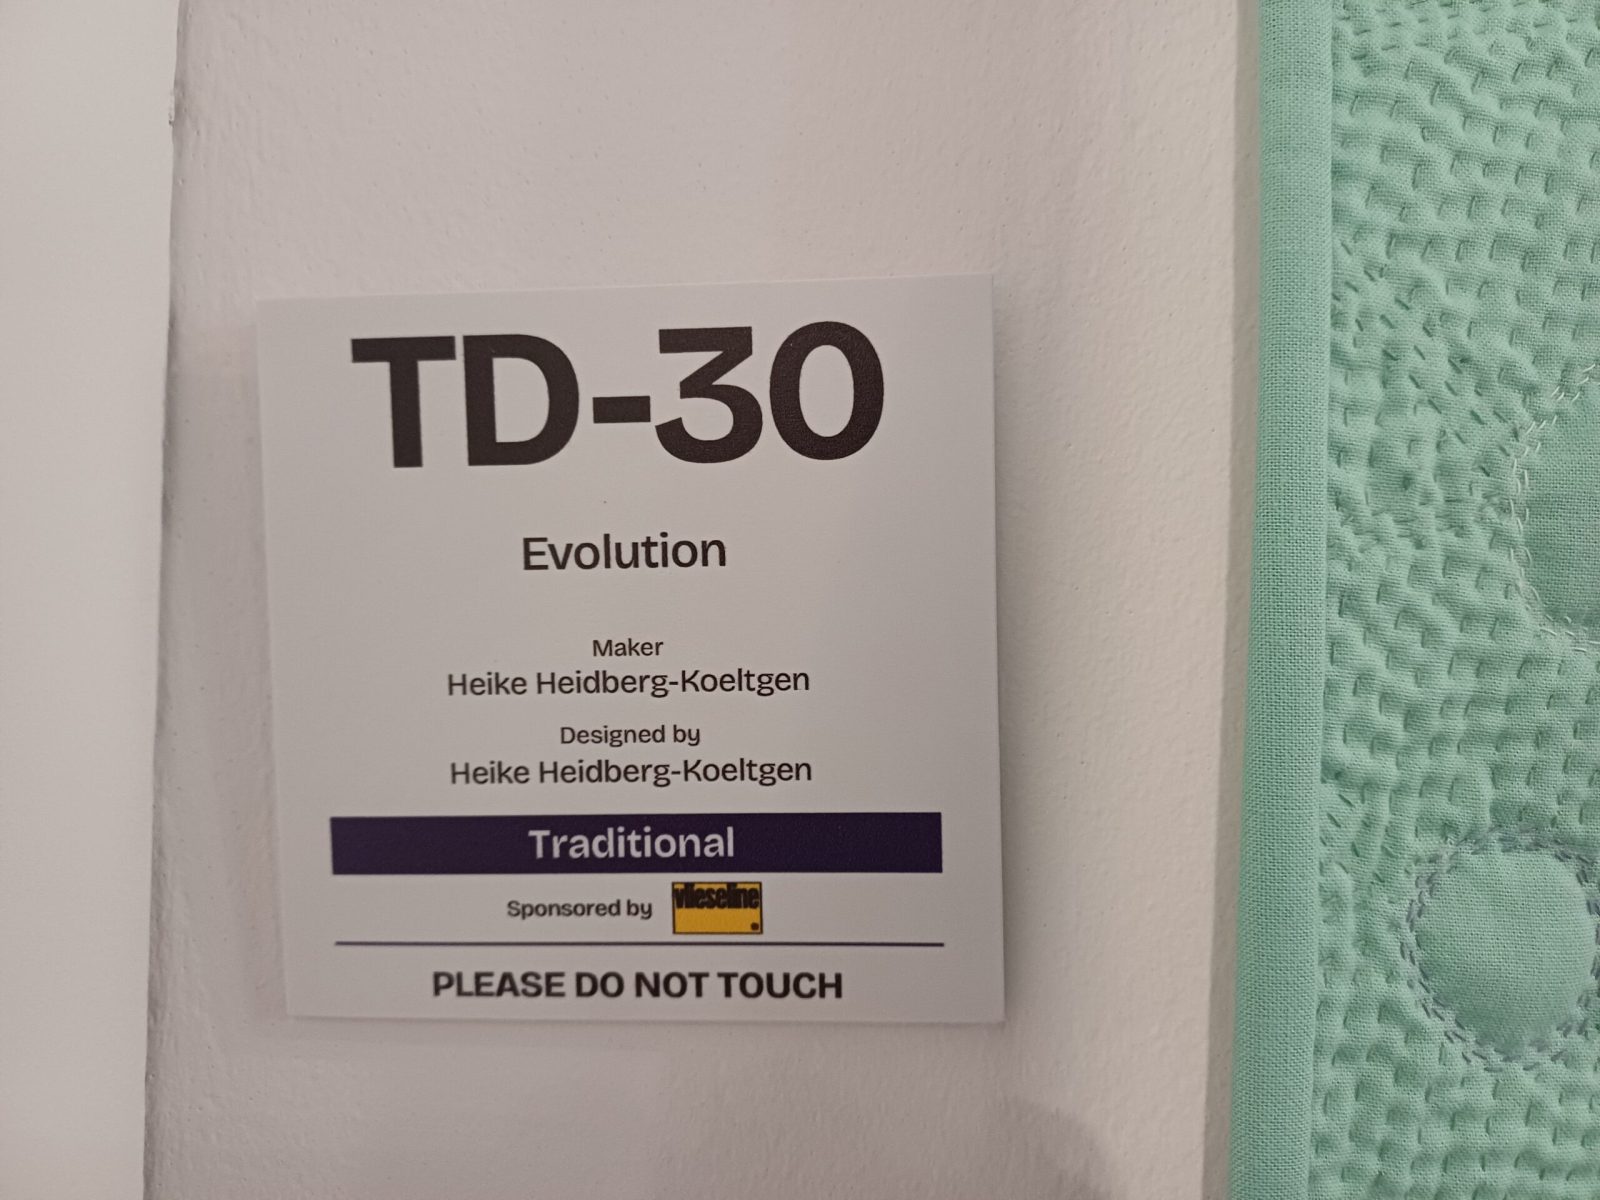 TD-30
Evolution
Maker
Heike Heidberg-Koeltgen
Designed by
Heike Heidberg-Koeltgen
Traditional
Sponsored by vlieseline
PLEASE DO NOT TOUCH